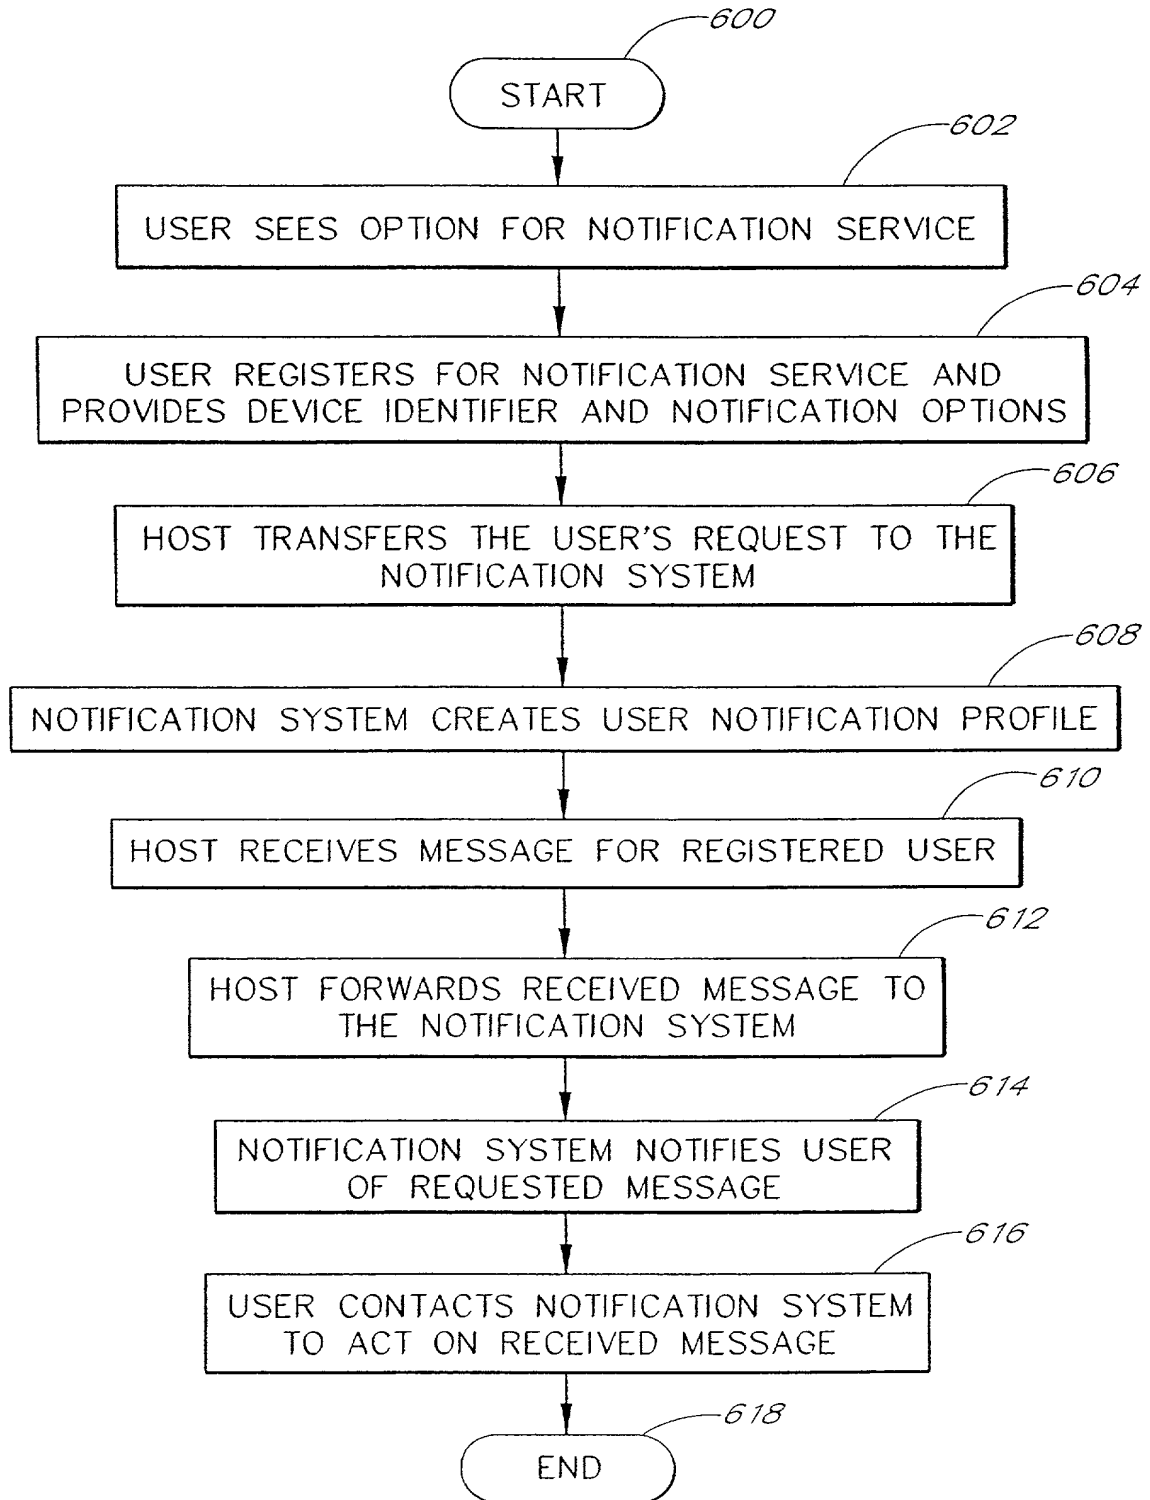 600
START
602
USER SEES OPTION FOR NOTIFICATION SERVICE
604
USER REGISTERS FOR NOTIFICATION SERVICE AND
PROVIDES DEVICE IDENTIFIER AND NOTIFICATION OPTIONS
606
HOST TRANSFERS THE USER'S REQUEST TO THE
NOTIFICATION SYSTEM
608
NOTIFICATION SYSTEM CREATES USER NOTIFICATION PROFILE
610
HOST RECEIVES MESSAGE FOR REGISTERED USER
612
HOST FORWARDS RECEIVED MESSAGE TO
THE NOTIFICATION SYSTEM
614
NOTIFICATION SYSTEM NOTIFIES USER
OF REQUESTED MESSAGE
616
USER CONTACTS NOTIFICATION SYSTEM
TO ACT ON RECEIVED MESSAGE
618
END